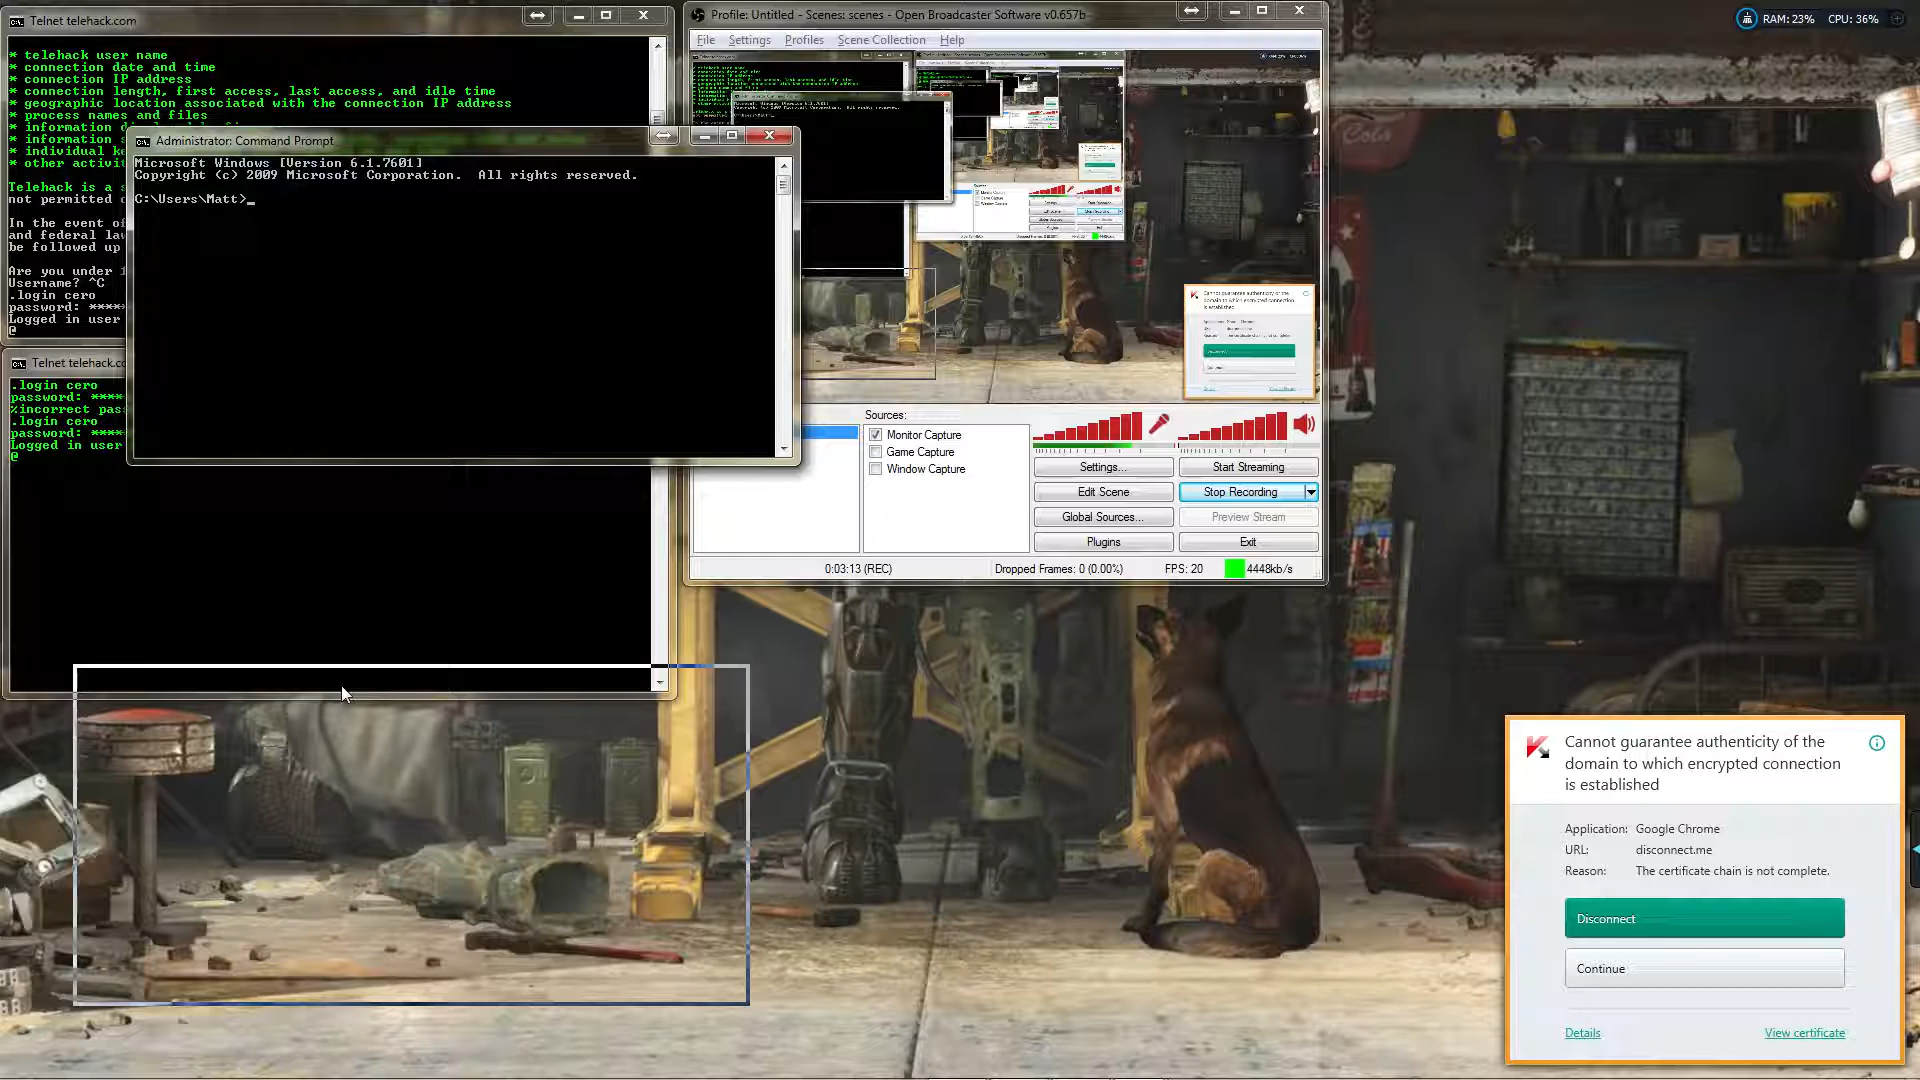 Telnet telehack.com
* telehack user name
* connection date and time
* connection IP address
* connection length, first access, last access, and idle time
* geographic location associated with the connection IP address
* process names and files
* information
* information
* individual
* other
Telehack is a
not permitted
In the event of
and federal
be followed up
Are you under
Username? ^C
.login cero
password: ****
Logged in user
@
Administrator: Command Prompt
Microsoft Windows [Version 6.1.7601]
Copyright (c) 2009 Microsoft Corporation.  All rights reserved.
C:\Users\Matt>_
Telnet
.login cero
password: ****
%incorrect
.login cero
password: ****
Logged in user
@
Profile: Untitled - Scenes: scenes - Open Broadcaster Software v0.657b
File Settings Profiles Scene Collection Help
Sources:
Monitor Capture
Game Capture
Window Capture
Settings... Start Streaming
Edit Scene Stop Recording
Global Sources... Preview Stream
Plugins Exit
0:03:13 (REC) Dropped Frames: 0 (0.00%) FPS: 20 4448kb/s
RAM: 23% CPU: 36%
Cannot guarantee authenticity of the
domain to which encrypted connection
is established
Application: Google Chrome
URL: disconnect.me
Reason: The certificate chain is not complete.
Disconnect
Continue
Details View certificate